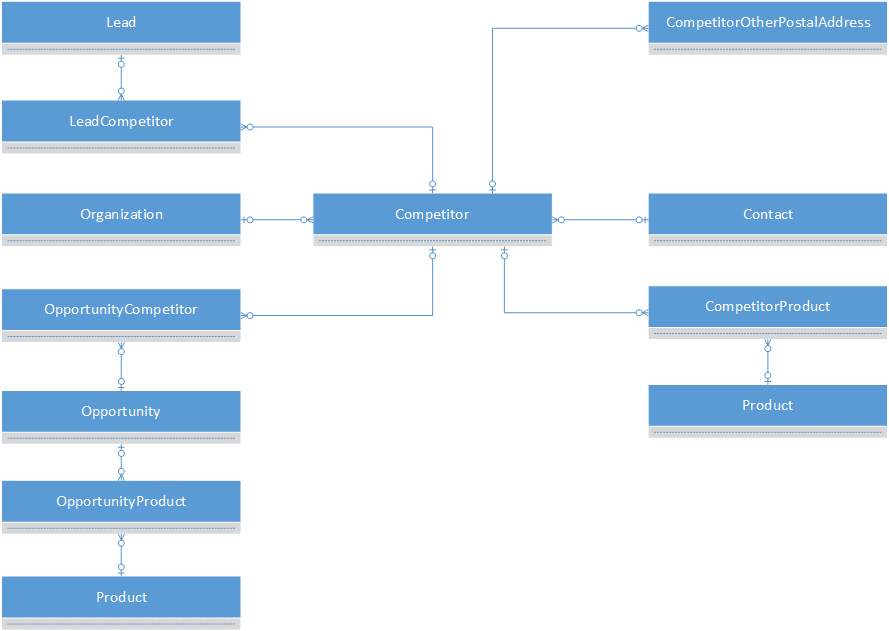 Lead
CompetitorOtherPostalAddress
LeadCompetitor
Organization
Competitor
Contact
OpportunityCompetitor
CompetitorProduct
Opportunity
Product
OpportunityProduct
Product